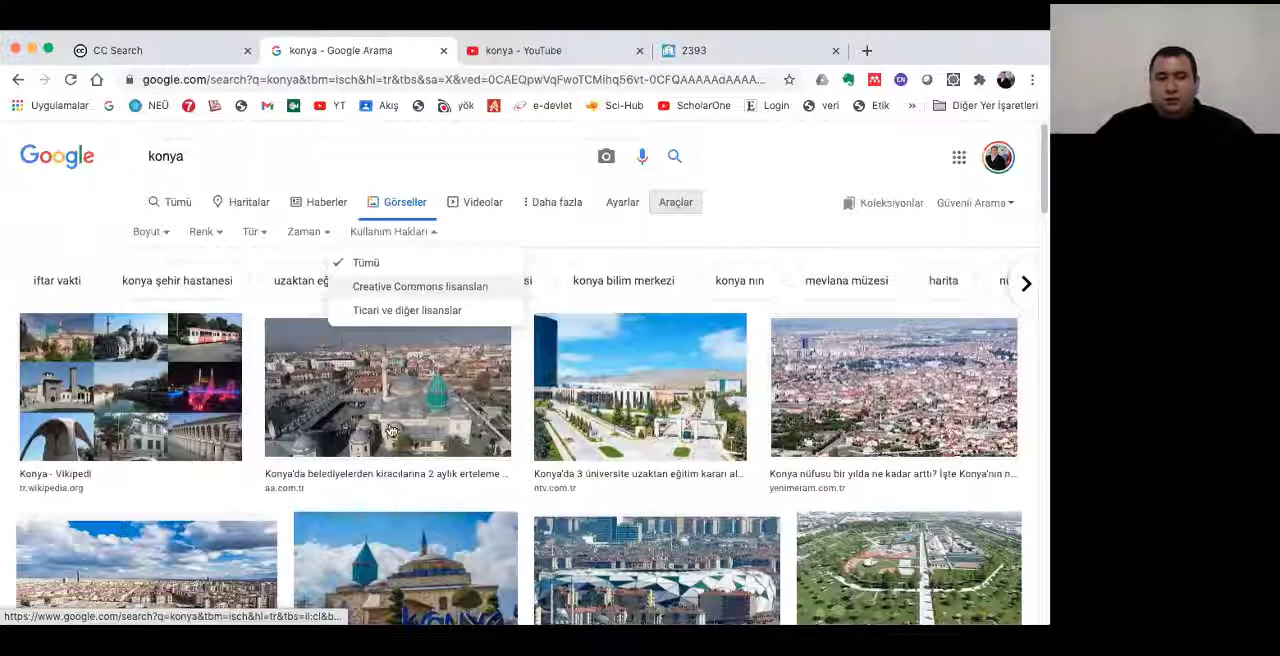 CC Search
konya - Google Arama
konya - YouTube
2393
google.com/search?q=konya&tbm=isch&hl=tr&tbs&sa=X&ved=0CAEQpwVqFwoTCMihq56vt-0CFQAAAAAdAAAA...
Uygulamalar
NEÜ
YT
Akış
yök
e-devlet
Sci-Hub
ScholarOne
Login
veri
Etik
»
Diğer Yer İşaretleri
Google
konya
Tümü
Haritalar
Haberler
Görseller
Videolar
Daha fazla
Ayarlar
Araçlar
Koleksiyonlar
Güvenli Arama
Boyut
Renk
Tür
Zaman
Kullanım Hakları
Tümü
Creative Commons lisansları
Ticari ve diğer lisanslar
iftar vakti
konya şehir hastanesi
uzaktan eğ
si
konya bilim merkezi
konya nın
mevlana müzesi
harita
Konya - Vikipedi
tr.wikipedia.org
Konya'da belediyelerden kiracılarına 2 aylık erteleme ...
aa.com.tr
Konya'da 3 üniversite uzaktan eğitim kararı al...
ntv.com.tr
Konya nüfusu bir yılda ne kadar arttı? İşte Konya'nın n...
yenimeram.com.tr
KONYA
https://www.google.com/search?q=konya&tbm=isch&hl=tr&tbs=il:cl&b...